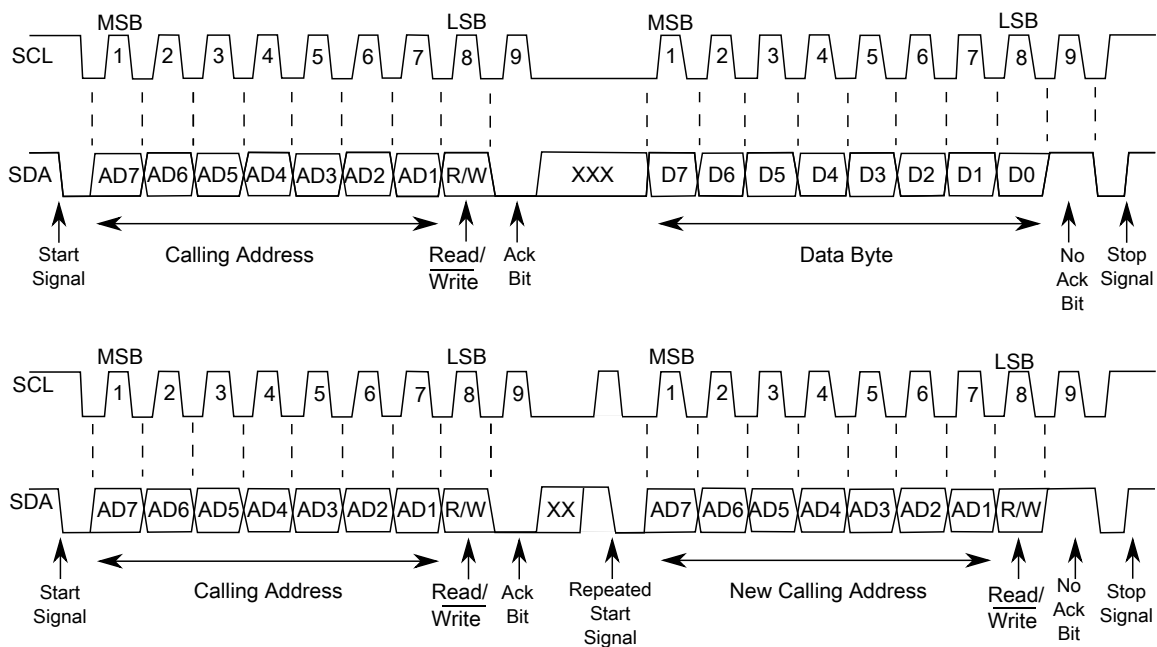 MSB LSB MSB LSB
SCL 1 2 3 4 5 6 7 8 9 1 2 3 4 5 6 7 8 9
SDA AD7 AD6 AD5 AD4 AD3 AD2 AD1 R/W XXX D7 D6 D5 D4 D3 D2 D1 D0
Start Signal
Calling Address
Read/
Write
Ack
Bit
Data Byte
No
Ack
Bit
Stop
Signal
MSB LSB MSB LSB
SCL 1 2 3 4 5 6 7 8 9 1 2 3 4 5 6 7 8 9
SDA AD7 AD6 AD5 AD4 AD3 AD2 AD1 R/W XX AD7 AD6 AD5 AD4 AD3 AD2 AD1 R/W
Start
Signal
Calling Address
Read/
Write
Ack
Bit
Repeated
Start
Signal
New Calling Address
Read/
Write
No
Ack
Bit
Stop
Signal